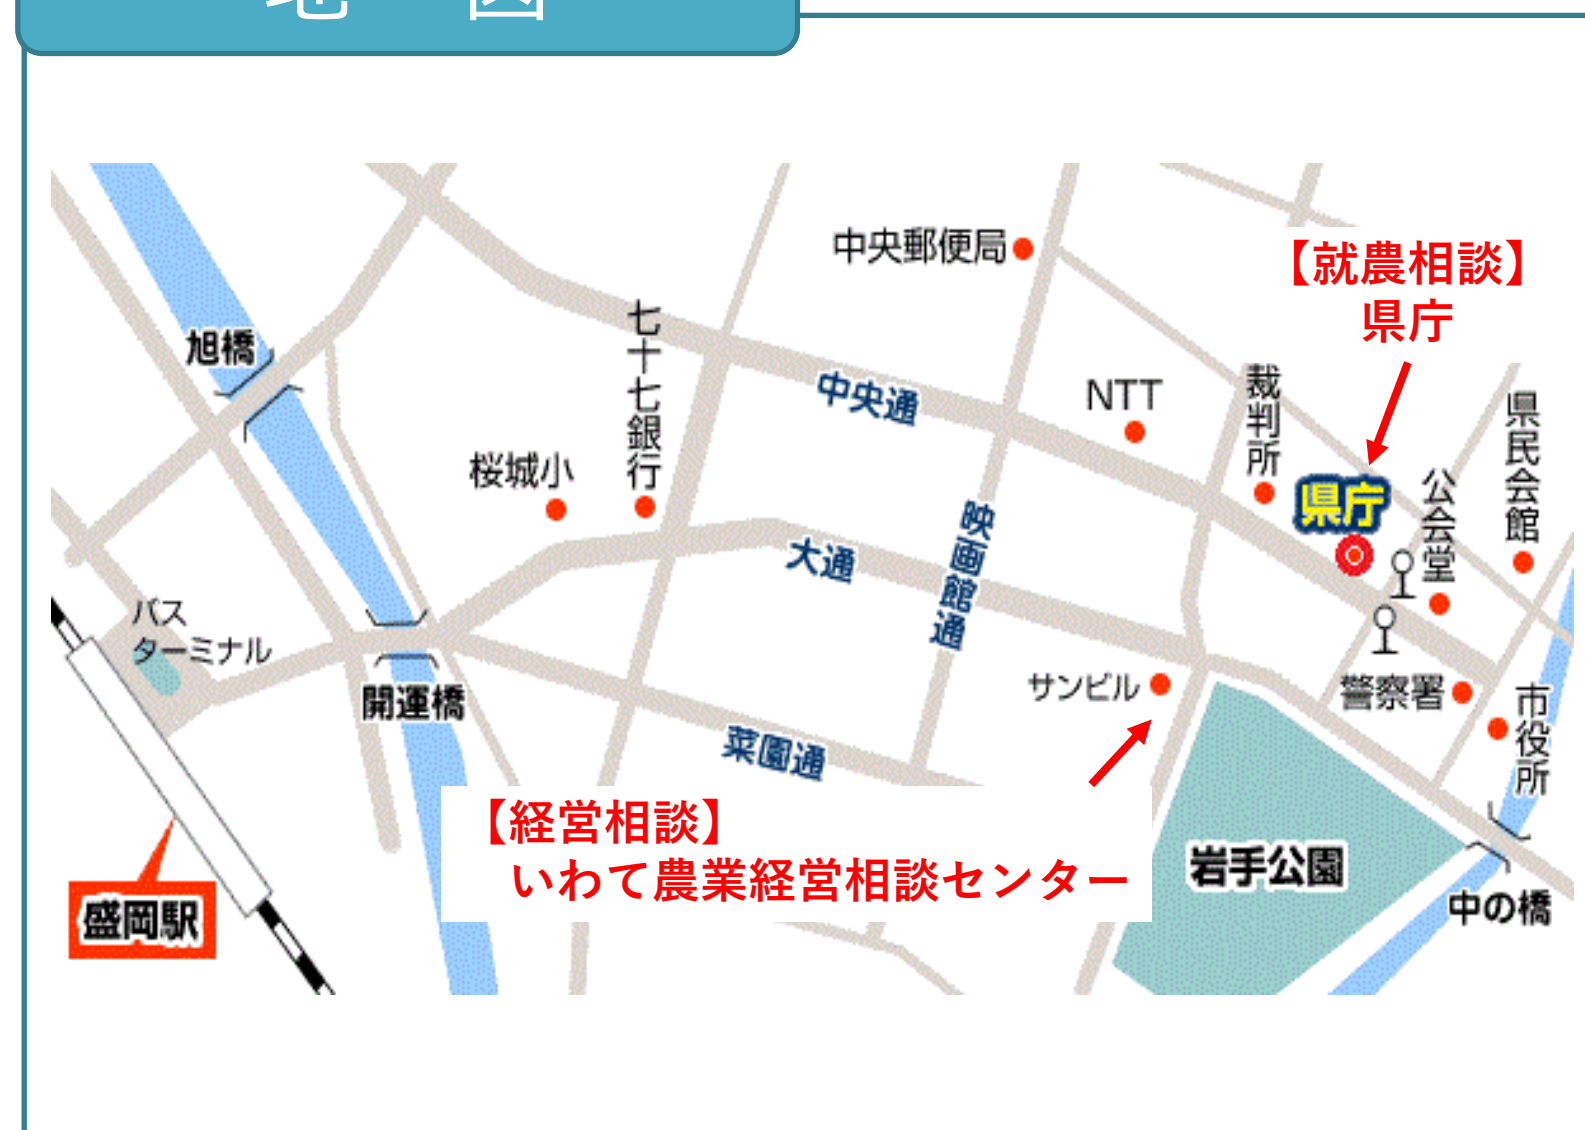 地 図
中央郵便局
【就農相談】
県庁
旭橋
七十七銀行
中央通
NTT
裁判所
県民会館
桜城小
県庁
公会堂
映画館通
大通
バス
ターミナル
サンビル
警察署
開運橋
市役所
菜園通
【経営相談】
いわて農業経営相談センター
岩手公園
盛岡駅
中の橋